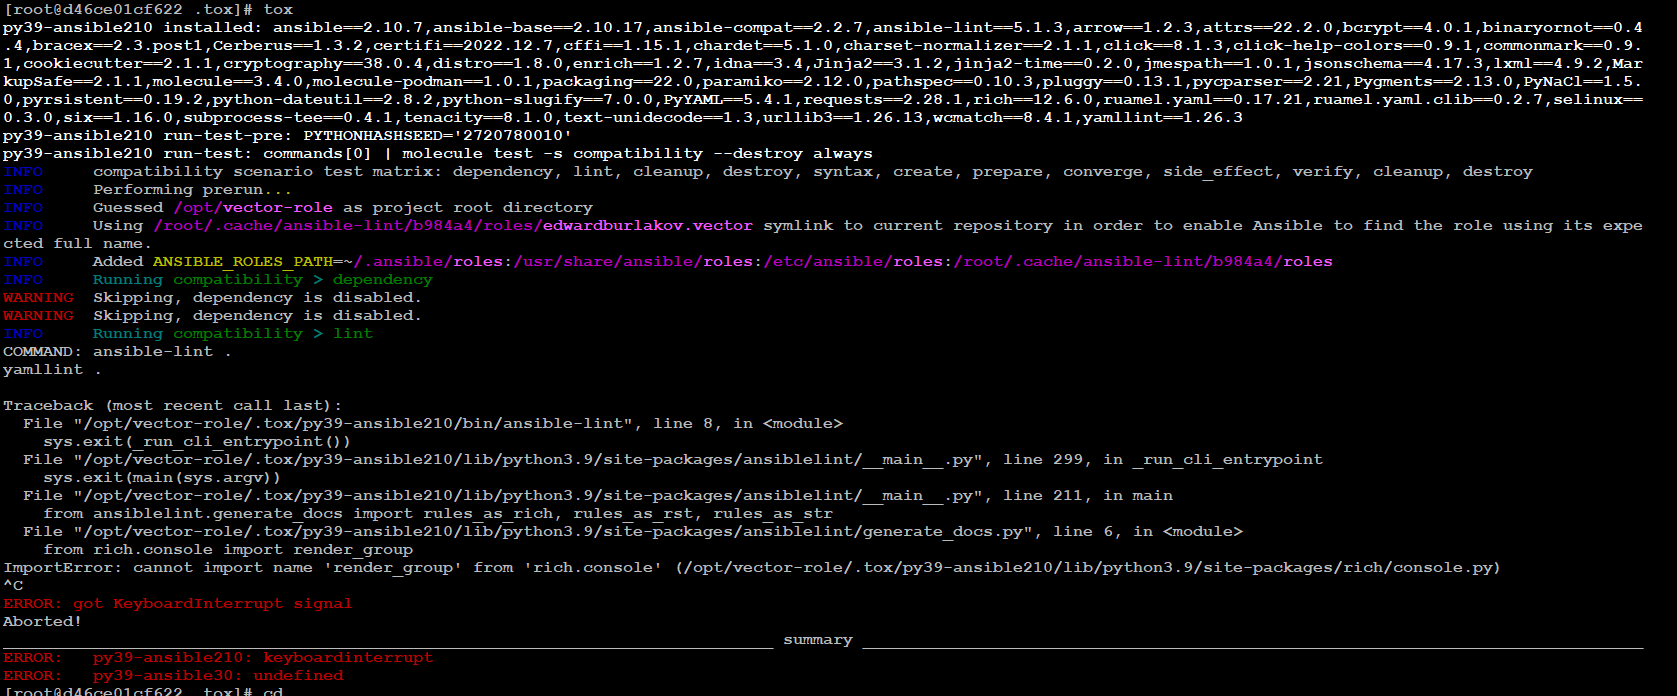 [root@d46ce01cf622 .tox]# tox
py39-ansible210 installed: ansible==2.10.7,ansible-base==2.10.17,ansible-compat==2.2.7,ansible-lint==5.1.3,arrow==1.2.3,attrs==22.2.0,bcrypt==4.0.1,binaryornot==0.4
.4,bracex==2.3.post1,Cerberus==1.3.2,certifi==2022.12.7,cffi==1.15.1,chardet==5.1.0,charset-normalizer==2.1.1,click==8.1.3,click-help-colors==0.9.1,commonmark==0.9.
1,cookiecutter==2.1.1,cryptography==38.0.4,distro==1.8.0,enrich==1.2.7,idna==3.4,Jinja2==3.1.2,jinja2-time==0.2.0,jmespath==1.0.1,jsonschema==4.17.3,lxml==4.9.2,Mar
kupSafe==2.1.1,molecule==3.4.0,molecule-podman==1.0.1,packaging==22.0,paramiko==2.12.0,pathspec==0.10.3,pluggy==0.13.1,pycparser==2.21,Pygments==2.13.0,PyNaCl==1.5.
0,pyrsistent==0.19.2,python-dateutil==2.8.2,python-slugify==7.0.0,PyYAML==5.4.1,requests==2.28.1,rich==12.6.0,ruamel.yaml==0.17.21,ruamel.yaml.clib==0.2.7,selinux==
0.3.0,six==1.16.0,subprocess-tee==0.4.1,tenacity==8.1.0,text-unidecode==1.3,urllib3==1.26.13,wcmatch==8.4.1,yamllint==1.26.3
py39-ansible210 run-test-pre: PYTHONHASHSEED='2720780010'
py39-ansible210 run-test: commands[0] | molecule test -s compatibility --destroy always
INFO     compatibility scenario test matrix: dependency, lint, cleanup, destroy, syntax, create, prepare, converge, side_effect, verify, cleanup, destroy
INFO     Performing prerun...
INFO     Guessed /opt/vector-role as project root directory
INFO     Using /root/.cache/ansible-lint/b984a4/roles/edwardburlakov.vector symlink to current repository in order to enable Ansible to find the role using its expe
cted full name.
INFO     Added ANSIBLE_ROLES_PATH=~/.ansible/roles:/usr/share/ansible/roles:/etc/ansible/roles:/root/.cache/ansible-lint/b984a4/roles
INFO     Running compatibility > dependency
WARNING  Skipping, dependency is disabled.
WARNING  Skipping, dependency is disabled.
INFO     Running compatibility > lint
COMMAND: ansible-lint .
yamllint .
Traceback (most recent call last):
  File "/opt/vector-role/.tox/py39-ansible210/bin/ansible-lint", line 8, in <module>
    sys.exit(_run_cli_entrypoint())
  File "/opt/vector-role/.tox/py39-ansible210/lib/python3.9/site-packages/ansiblelint/__main__.py", line 299, in _run_cli_entrypoint
    sys.exit(main(sys.argv))
  File "/opt/vector-role/.tox/py39-ansible210/lib/python3.9/site-packages/ansiblelint/__main__.py", line 211, in main
    from ansiblelint.generate_docs import rules_as_rich, rules_as_rst, rules_as_str
  File "/opt/vector-role/.tox/py39-ansible210/lib/python3.9/site-packages/ansiblelint/generate_docs.py", line 6, in <module>
    from rich.console import render_group
ImportError: cannot import name 'render_group' from 'rich.console' (/opt/vector-role/.tox/py39-ansible210/lib/python3.9/site-packages/rich/console.py)
^C
ERROR: got KeyboardInterrupt signal
Aborted!
summary
ERROR:   py39-ansible210: keyboardinterrupt
ERROR:   py39-ansible30: undefined
[root@d46ce01cf622 .tox]# cd